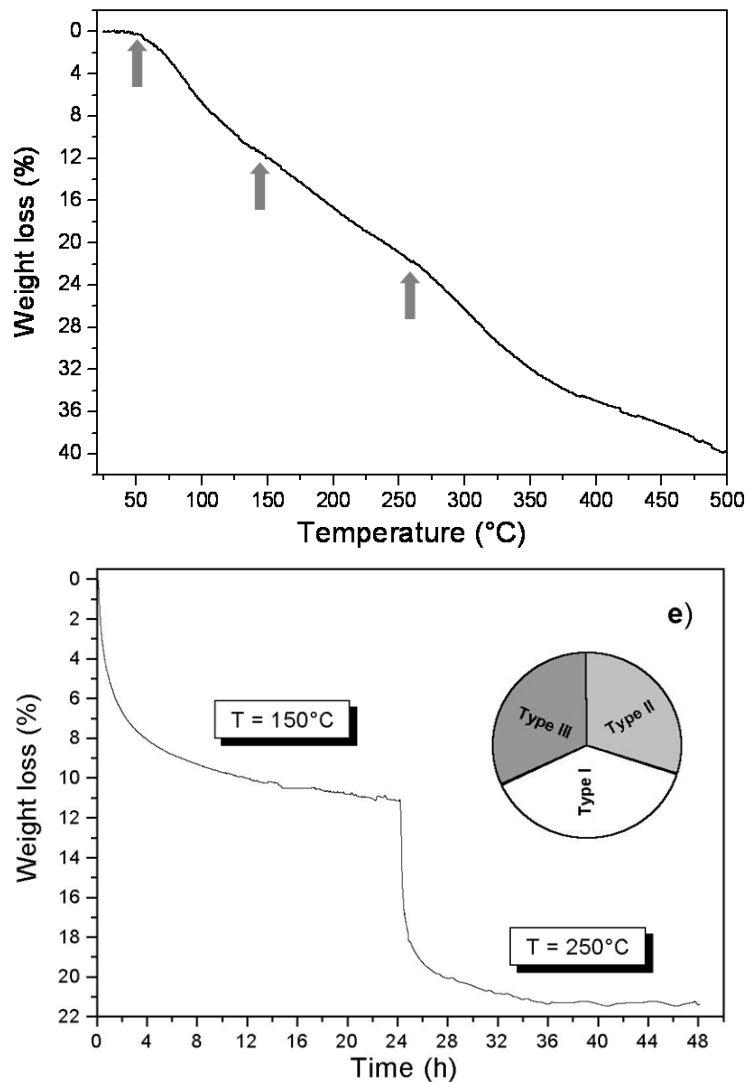 0
4
8
12
16
20
24
28
32
36
40
Weight loss (%)
50 100 150 200 250 300 350 400 450 500
Temperature (°C)
0
2
4
6
8
10
12
14
16
18
20
22
Weight loss (%)
e)
T = 150°C
Type III
Type II
Type I
T = 250°C
0 4 8 12 16 20 24 28 32 36 40 44 48
Time (h)